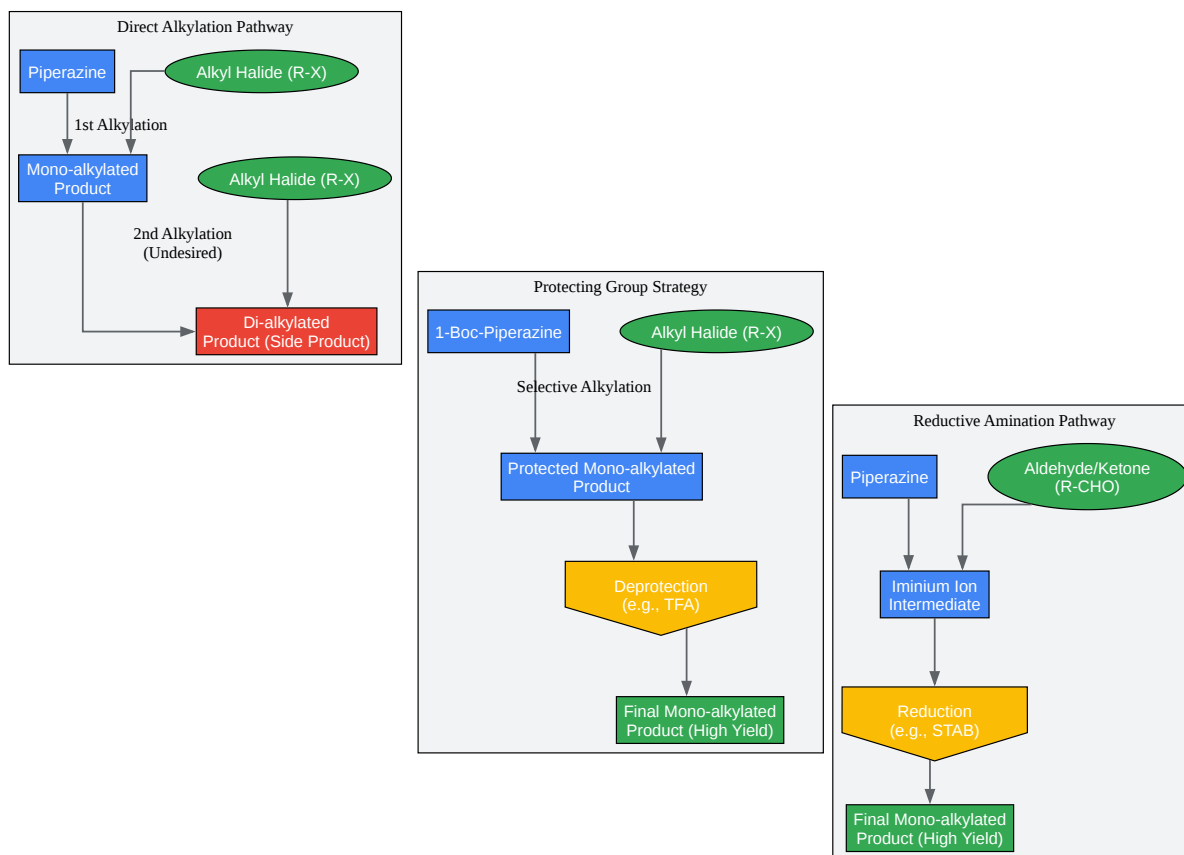 Direct Alkylation Pathway
Piperazine
Alkyl Halide (R-X)
1st Alkylation
Mono-alkylated
Product
Alkyl Halide (R-X)
2nd Alkylation
(Undesired)
Di-alkylated
Product (Side Product)
Protecting Group Strategy
1-Boc-Piperazine
Alkyl Halide (R-X)
Selective Alkylation
Protected Mono-alkylated
Product
Deprotection
(e.g., TFA)
Final Mono-alkylated
Product (High Yield)
Reductive Amination Pathway
Piperazine
Aldehyde/Ketone
(R-CHO)
Iminium Ion
Intermediate
Reduction
(e.g., STAB)
Final Mono-alkylated
Product (High Yield)